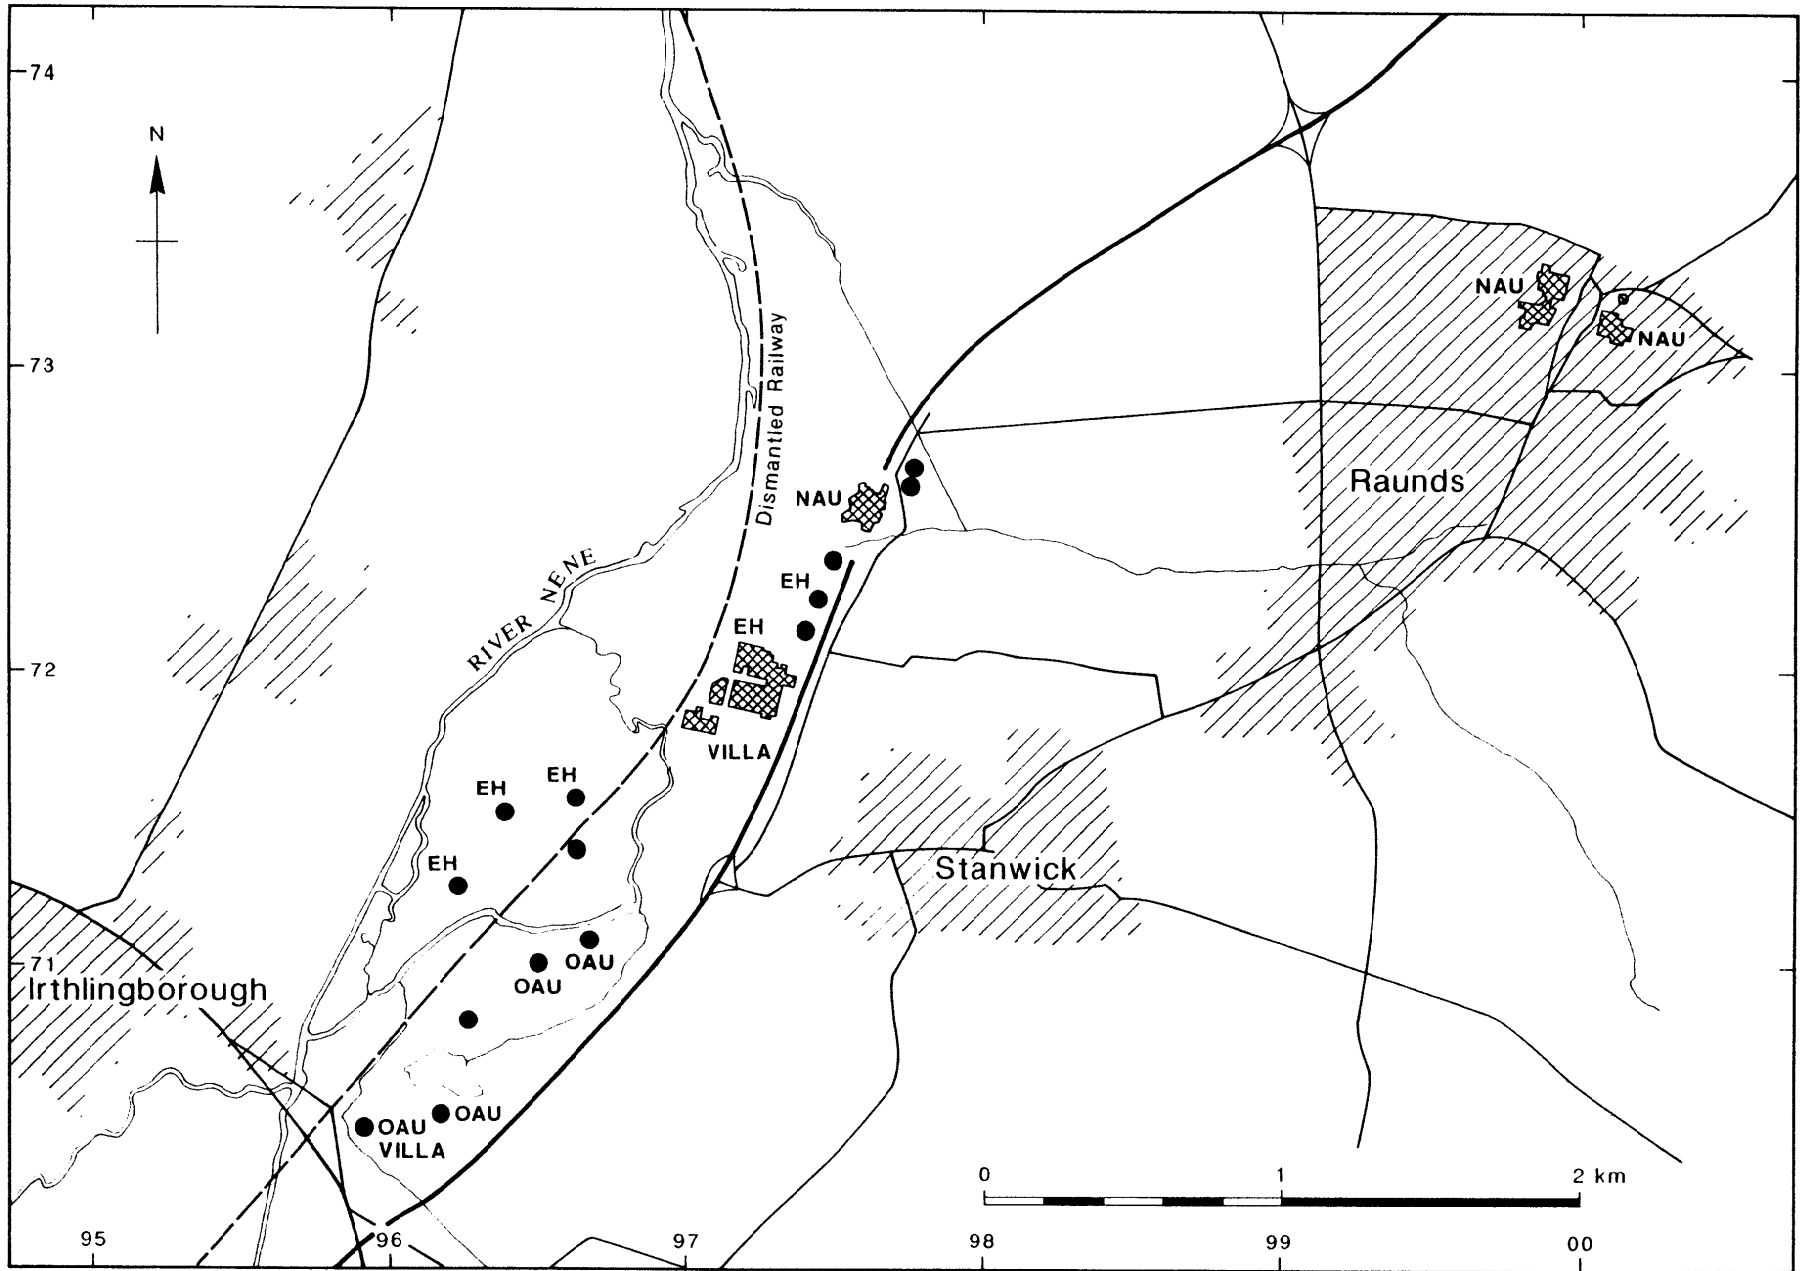 74
N
NAU
NAU
73
Dismantled Railway
Raunds
NAU
RIVER NENE
EH
EH
72
VILLA
EH
EH
EH
Stanwick
OAU
71
OAU
Irthlingborough
OAU
OAU
VILLA
0 1 2 km
95 96 97 98 99 00